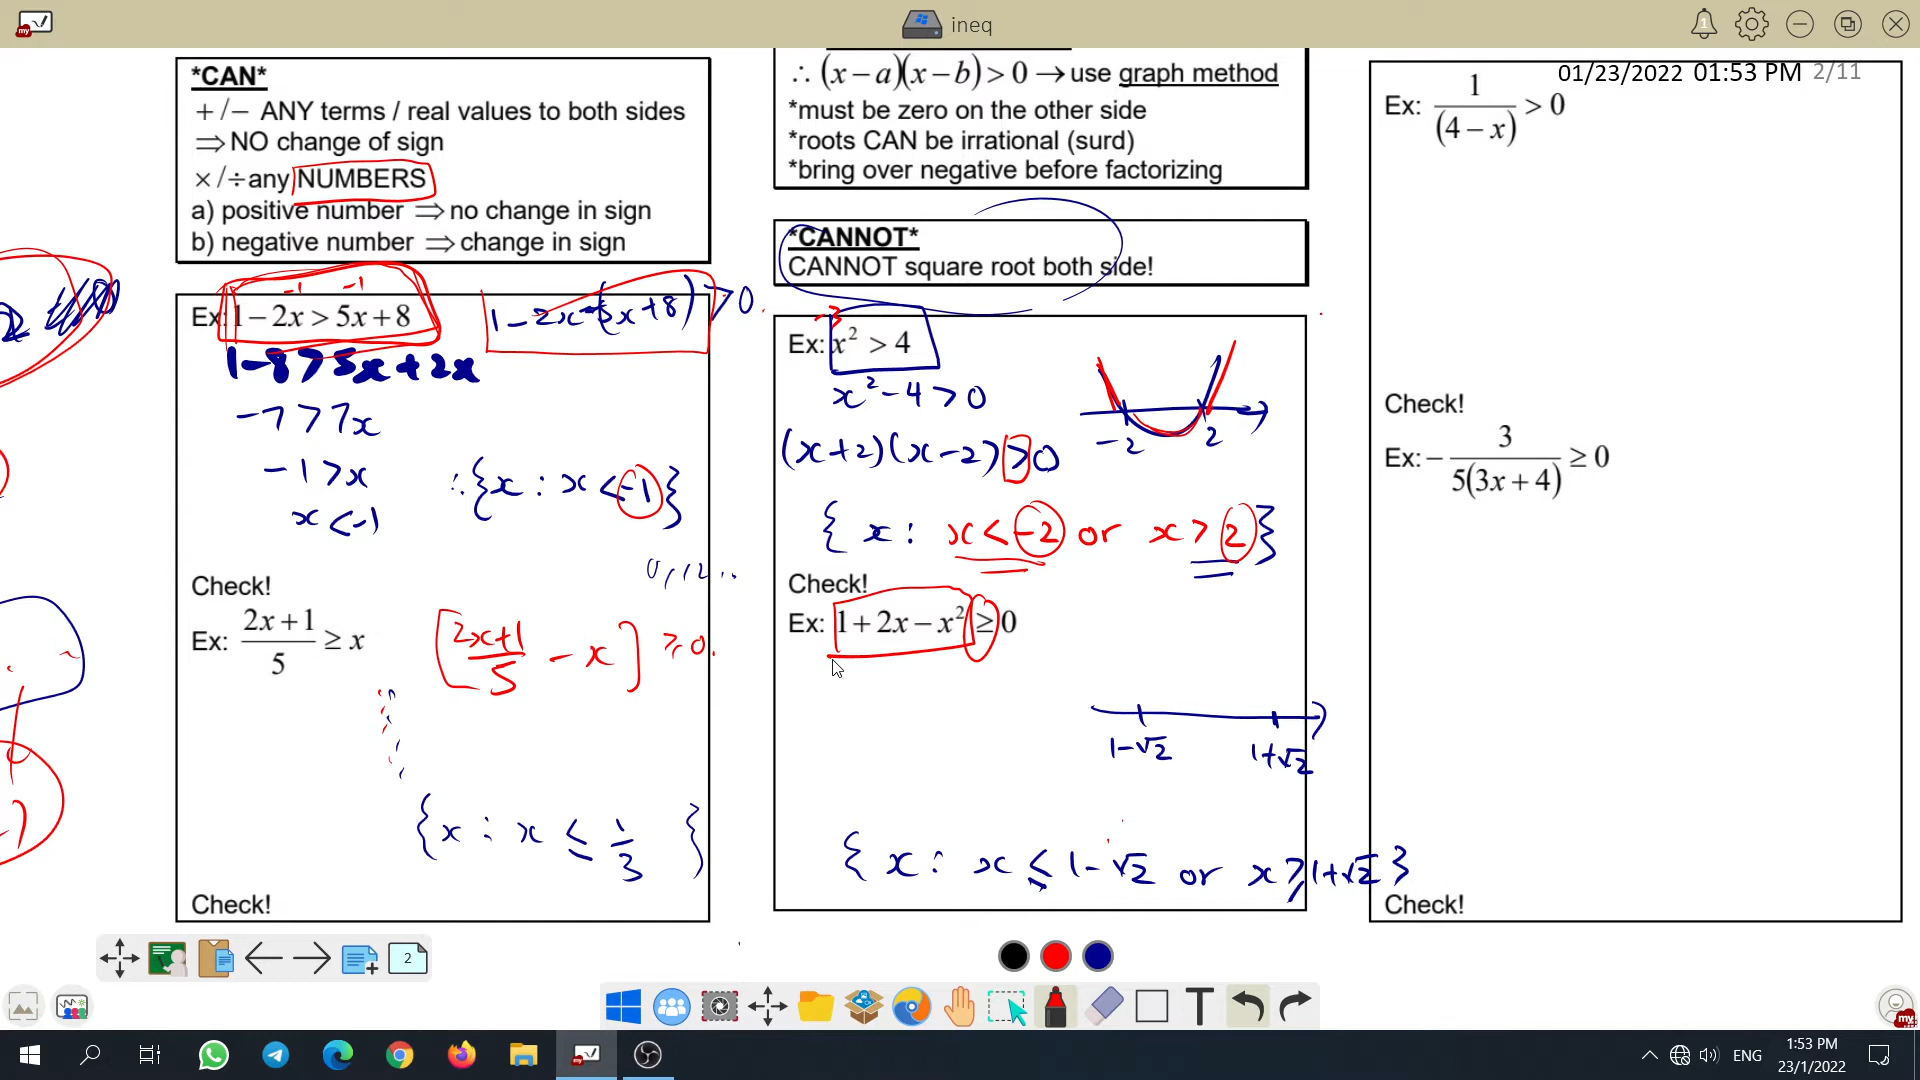 ineq
01/23/2022 01:53 PM 2/11
*CAN*
+/− ANY terms / real values to both sides
⇒ NO change of sign
×/÷ any NUMBERS
a) positive number ⇒ no change in sign
b) negative number ⇒ change in sign
Ex: 1 − 2x > 5x + 8
-1 -1
1-2x-(5x+8) > 0
1-8 > 5x+2x
-7 > 7x
-1 > x
x < -1
∴ {x : x < -1}
Check!
Ex: (2x+1)/5 ≥ x
[(2x+1)/5 - x] ≥ 0.
{x : x ≤ 1/3 }
Check!
∴ (x−a)(x−b) > 0 → use graph method
*must be zero on the other side
*roots CAN be irrational (surd)
*bring over negative before factorizing
*CANNOT*
CANNOT square root both side!
-3
Ex: x² > 4
x² - 4 > 0
(x+2)(x-2) > 0
-2 2
{ x : x < -2 or x > 2 }
Check!
Ex: 1 + 2x − x² ≥ 0
1-√2 1+√2
{ x : x ≤ 1-√2 or x ≥ 1+√2 }
Ex: 1/(4 − x) > 0
Check!
Ex: − 3/(5(3x + 4)) ≥ 0
Check!
2
T
ENG
1:53 PM
23/1/2022